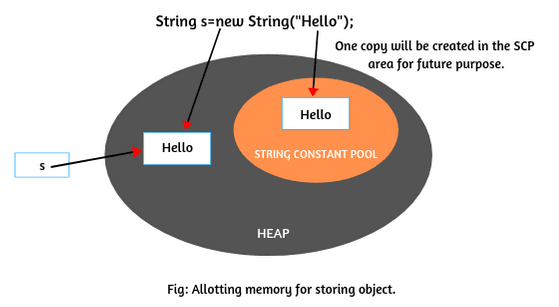 String s=new String("Hello");
One copy will be created in the SCP
area for future purpose.
Hello
Hello
STRING CONSTANT POOL
s
HEAP
Fig: Allotting memory for storing object.